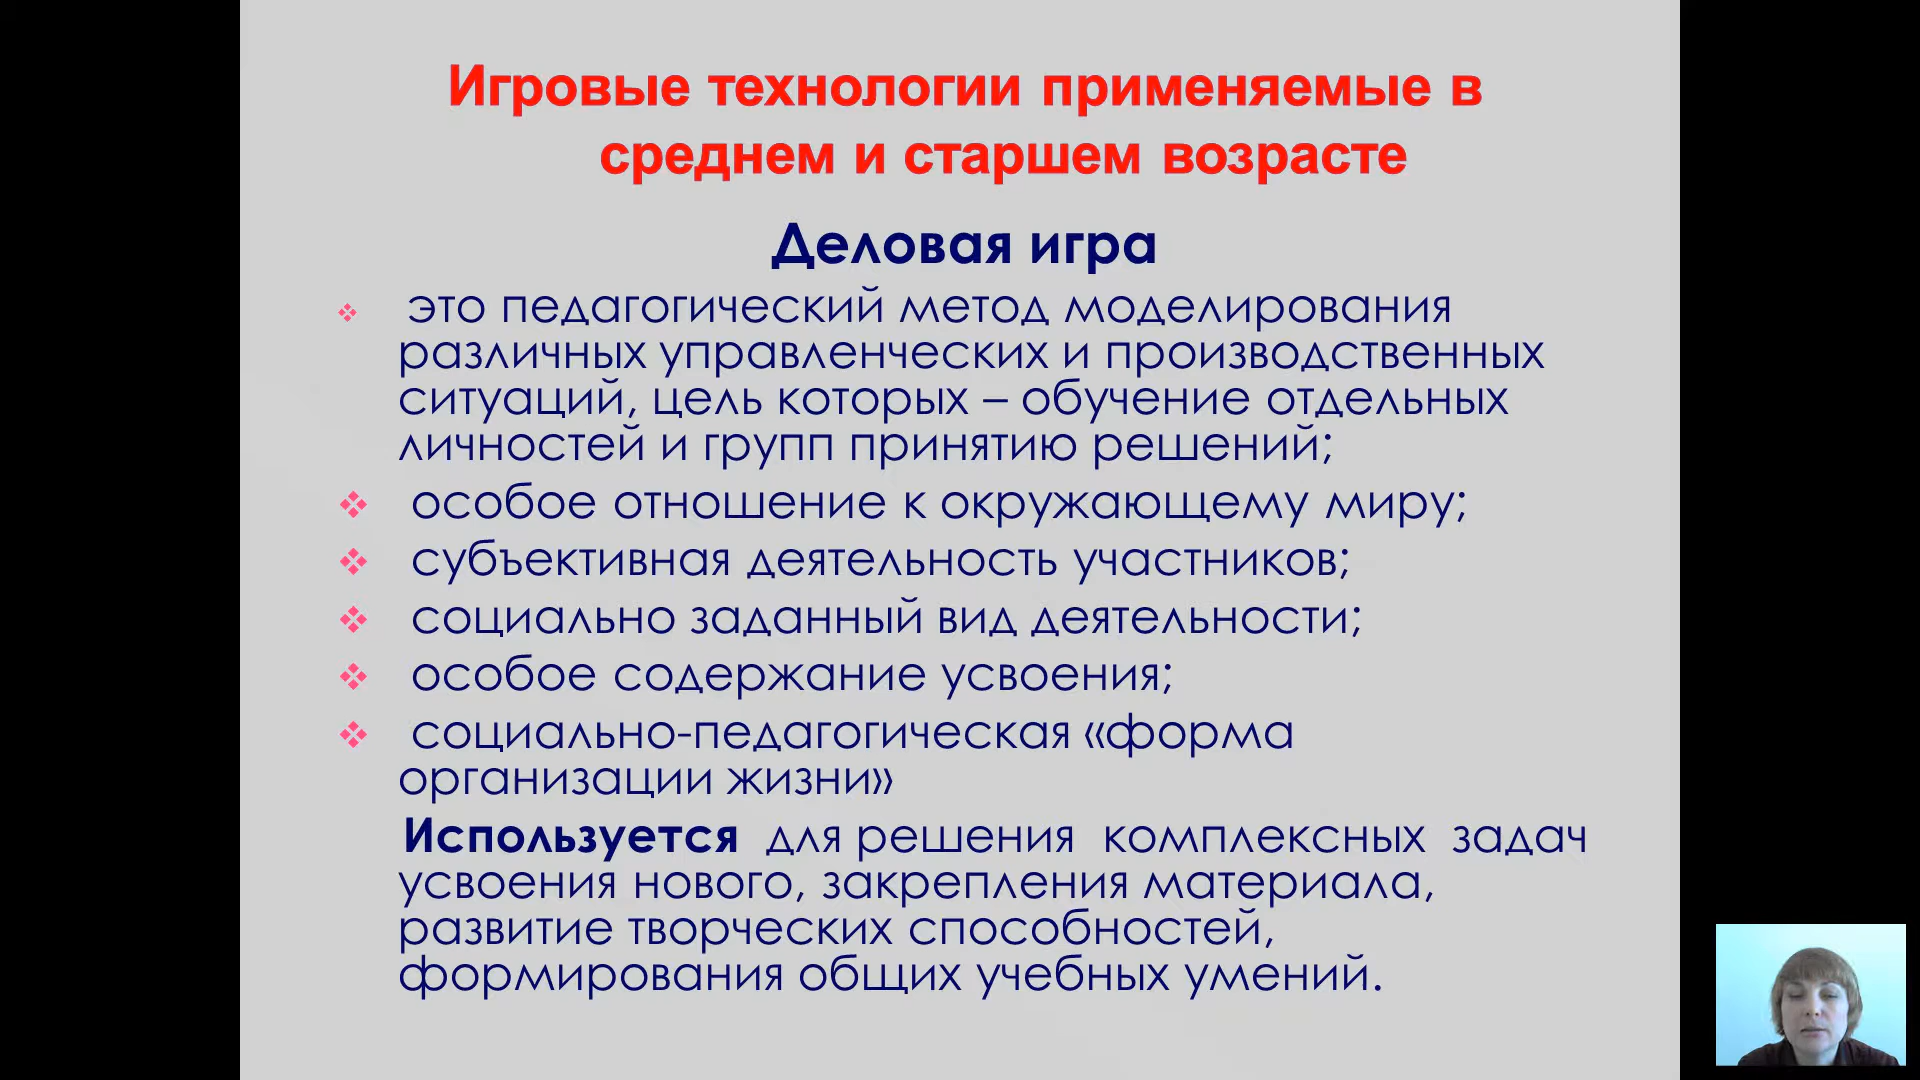 Игровые технологии применяемые в
среднем и старшем возрасте
Деловая игра
это педагогический метод моделирования
различных управленческих и производственных
ситуаций, цель которых – обучение отдельных
личностей и групп принятию решений;
особое отношение к окружающему миру;
субъективная деятельность участников;
социально заданный вид деятельности;
особое содержание усвоения;
социально-педагогическая «форма
организации жизни»
Используется для решения комплексных задач
усвоения нового, закрепления материала,
развитие творческих способностей,
формирования общих учебных умений.